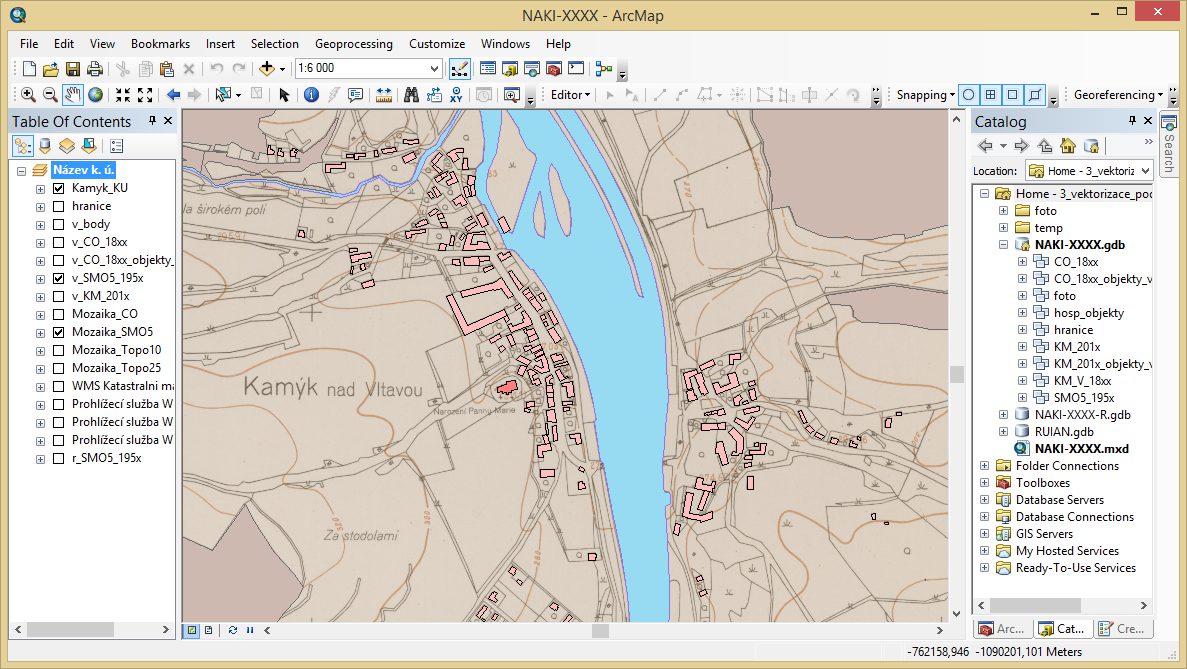 NAKI-XXXX - ArcMap
File Edit View Bookmarks Insert Selection Geoprocessing Customize Windows Help
1:6 000
Editor Snapping Georeferencing
Table Of Contents
Název k. ú.
Kamyk_KU
hranice
v_body
v_CO_18xx
v_CO_18xx_objekty_
v_SMO5_195x
v_KM_201x
Mozaika_CO
Mozaika_SMO5
Mozaika_Topo10
Mozaika_Topo25
WMS Katastralni ma
Prohlížecí služba W
Prohlížecí služba W
Prohlížecí služba W
r_SMO5_195x
la širokém poli
Kamýk nad Vltavou
Narození Panny Marie
Za stodolami
Catalog
Location: Home - 3_vektoriz
Search
Home - 3_vektorizace_poc
foto
temp
NAKI-XXXX.gdb
CO_18xx
CO_18xx_objekty_v
foto
hosp_objekty
hranice
KM_201x
KM_201x_objekty_v
KM_V_18xx
SMO5_195x
NAKI-XXXX-R.gdb
RUIAN.gdb
NAKI-XXXX.mxd
Folder Connections
Toolboxes
Database Servers
Database Connections
GIS Servers
My Hosted Services
Ready-To-Use Services
Arc... Cat... Cre...
-762158,946 -1090201,101 Meters